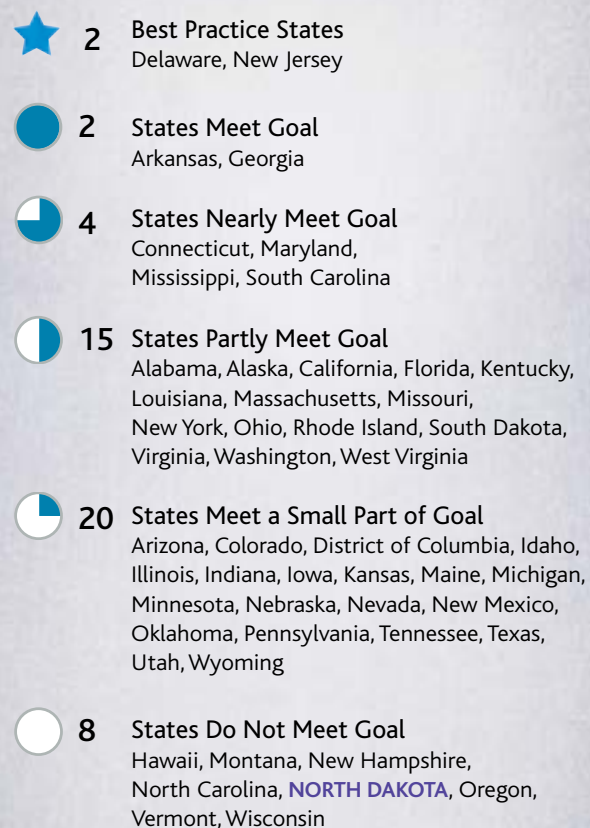 2 Best Practice States
Delaware, New Jersey
2 States Meet Goal
Arkansas, Georgia
4 States Nearly Meet Goal
Connecticut, Maryland,
Mississippi, South Carolina
15 States Partly Meet Goal
Alabama, Alaska, California, Florida, Kentucky,
Louisiana, Massachusetts, Missouri,
New York, Ohio, Rhode Island, South Dakota,
Virginia, Washington, West Virginia
20 States Meet a Small Part of Goal
Arizona, Colorado, District of Columbia, Idaho,
Illinois, Indiana, Iowa, Kansas, Maine, Michigan,
Minnesota, Nebraska, Nevada, New Mexico,
Oklahoma, Pennsylvania, Tennessee, Texas,
Utah, Wyoming
8 States Do Not Meet Goal
Hawaii, Montana, New Hampshire,
North Carolina, NORTH DAKOTA, Oregon,
Vermont, Wisconsin